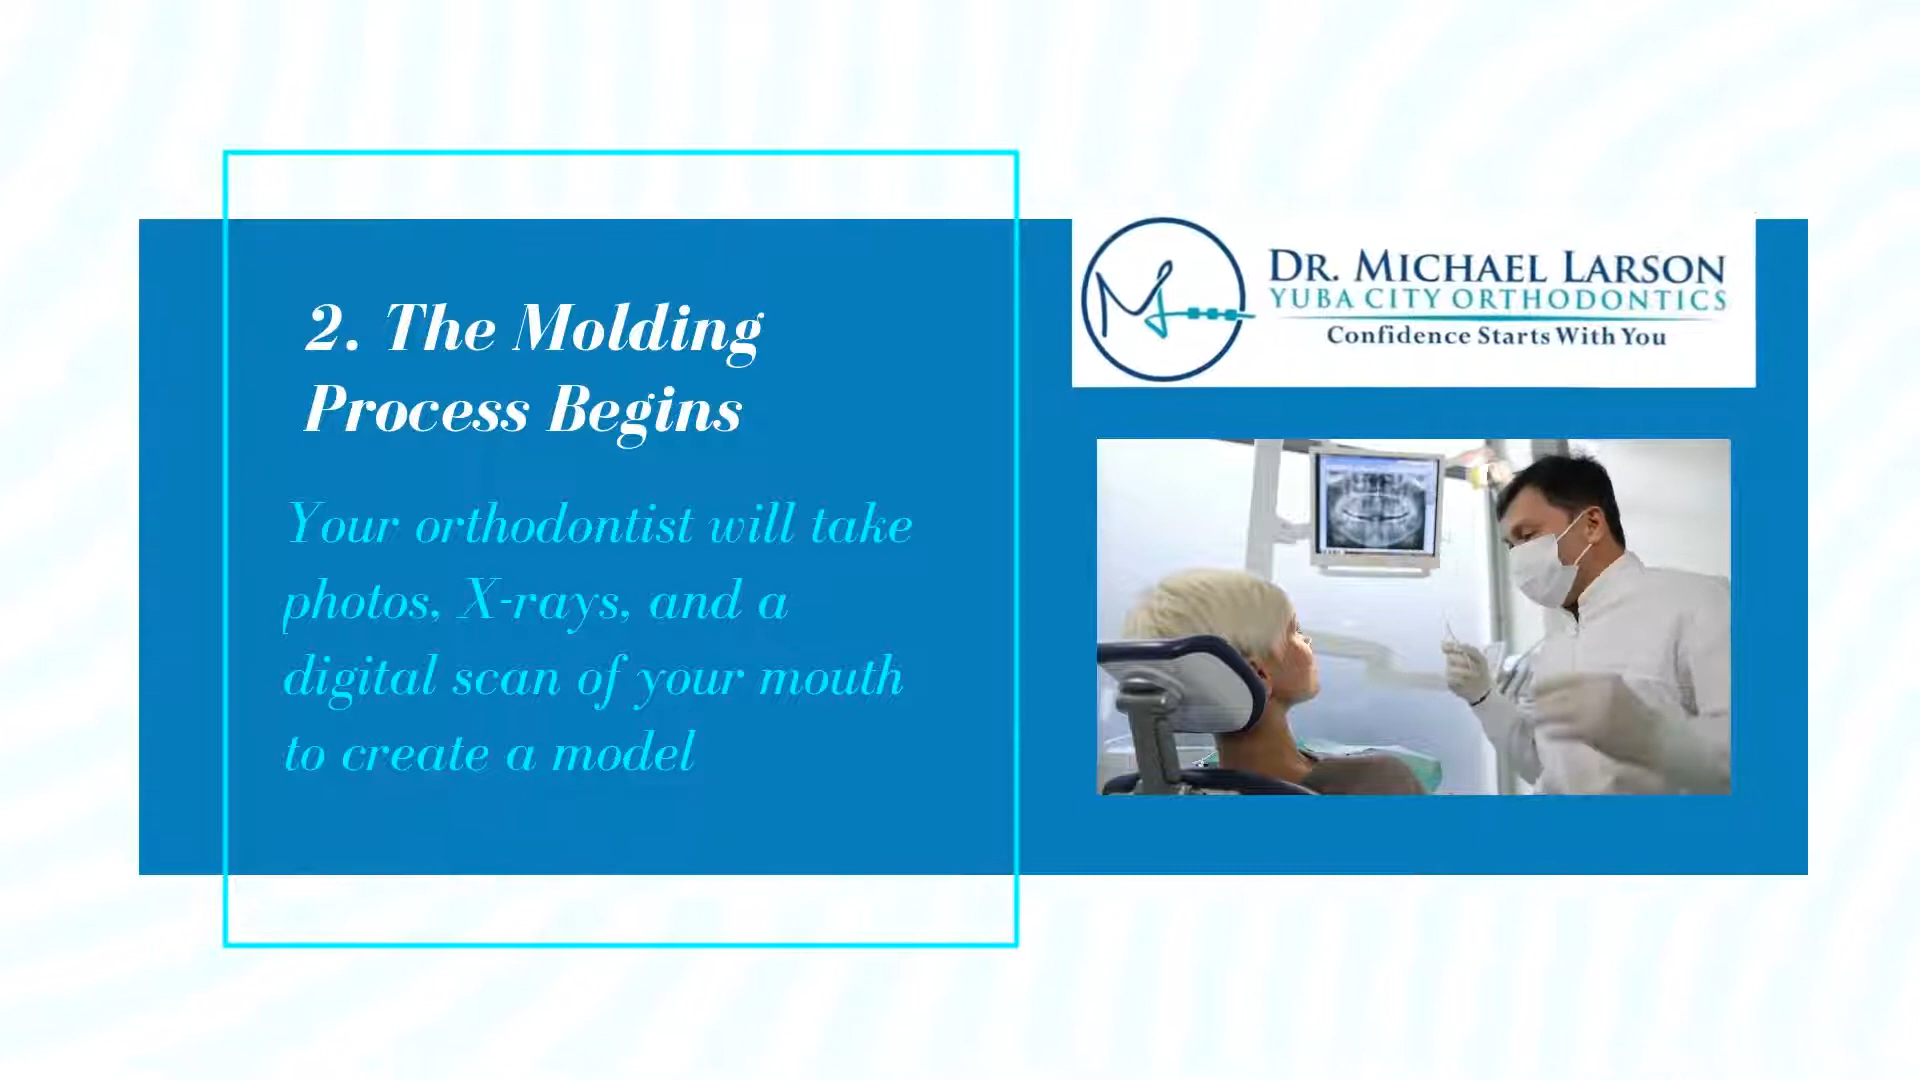 2. The Molding
Process Begins
Your orthodontist will take
photos, X-rays, and a
digital scan of your mouth
to create a model
DR. MICHAEL LARSON
YUBA CITY ORTHODONTICS
Confidence Starts With You